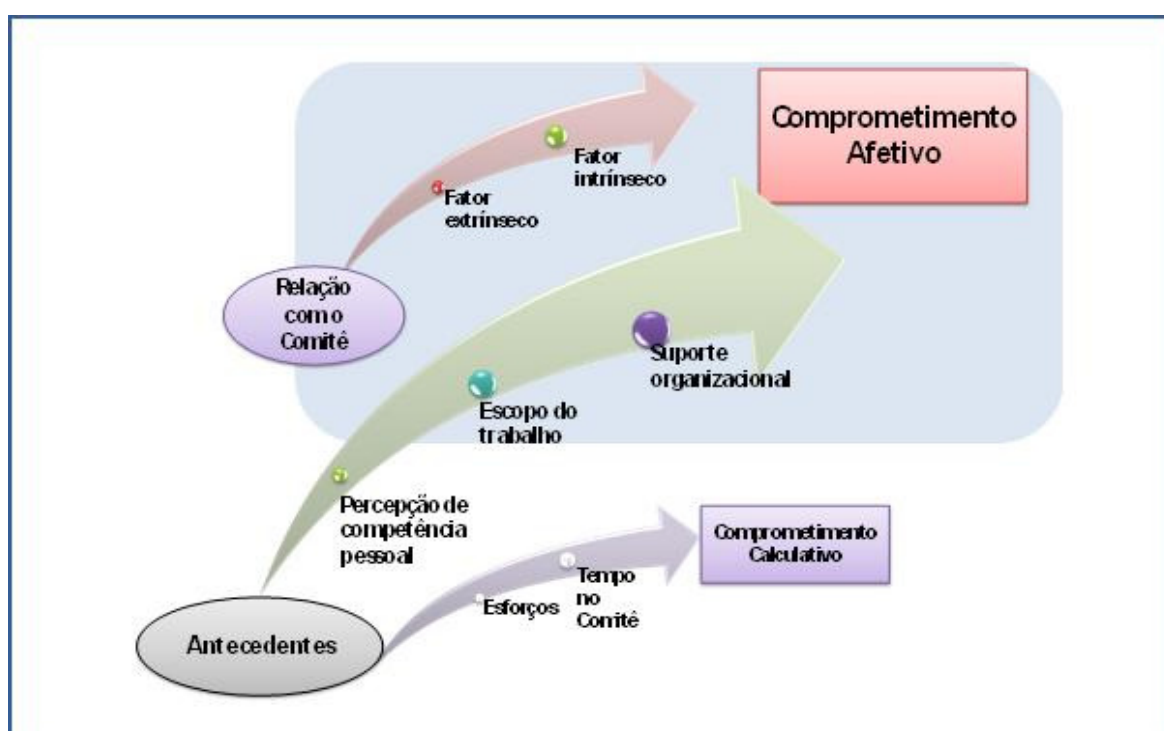 Comprometimento
Afetivo
Fator
intrínseco
Fator
extrínseco
Relação
com o
Comitê
Suporte
organizacional
Escopo do
trabalho
Percepção de
competência
pessoal
Comprometimento
Calculativo
Tempo
no
Comitê
Esforços
Antecedentes